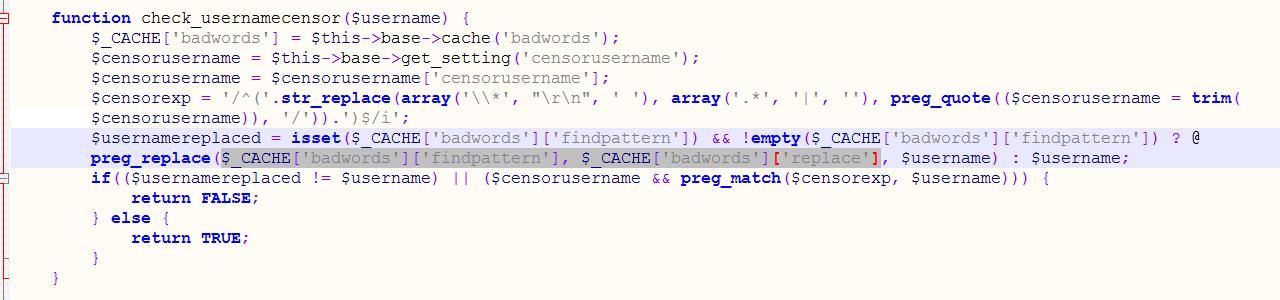 function check_usernamecensor($username) {
$_CACHE['badwords'] = $this->base->cache('badwords');
$censorusername = $this->base->get_setting('censorusername');
$censorusername = $censorusername['censorusername'];
$censorexp = '/^('.str_replace(array('\\*', "\r\n", ' '), array('.*', '|', ''), preg_quote(($censorusername = trim(
$censorusername)), '/')).')$/i';
$usernamereplaced = isset($_CACHE['badwords']['findpattern']) && !empty($_CACHE['badwords']['findpattern']) ? @
preg_replace($_CACHE['badwords']['findpattern'], $_CACHE['badwords']['replace'], $username) : $username;
if(($usernamereplaced != $username) || ($censorusername && preg_match($censorexp, $username))) {
return FALSE;
} else {
return TRUE;
}
}